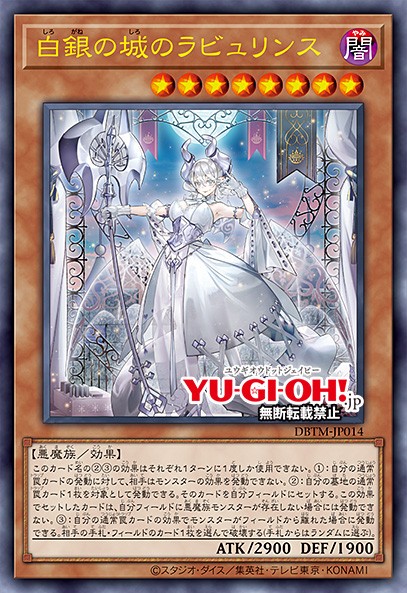 白銀の城のラビュリンス
闇
ユウギオウドットジェイピー
YU-GI-OH!.jp
無断転載禁止
DBTM-JP014
【悪魔族／効果】
このカード名の②③の効果はそれぞれ1ターンに1度しか使用できない。①：自分の通常
罠カードの発動に対して、相手はモンスターの効果を発動できない。②：自分の墓地の通常
罠カード1枚を対象として発動できる。そのカードを自分フィールドにセットする。この効果
でセットしたカードは、自分フィールドに悪魔族モンスターが存在しない場合には発動でき
ない。③：自分の通常罠カードの効果でモンスターがフィールドから離れた場合に発動
できる。相手の手札・フィールドのカード1枚を選んで破壊する（手札からはランダムに選ぶ）。
ATK/2900 DEF/1900
©スタジオ・ダイス／集英社・テレビ東京・KONAMI